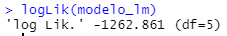 > logLik(modelo_lm)
'log Lik.' -1262.861 (df=5)